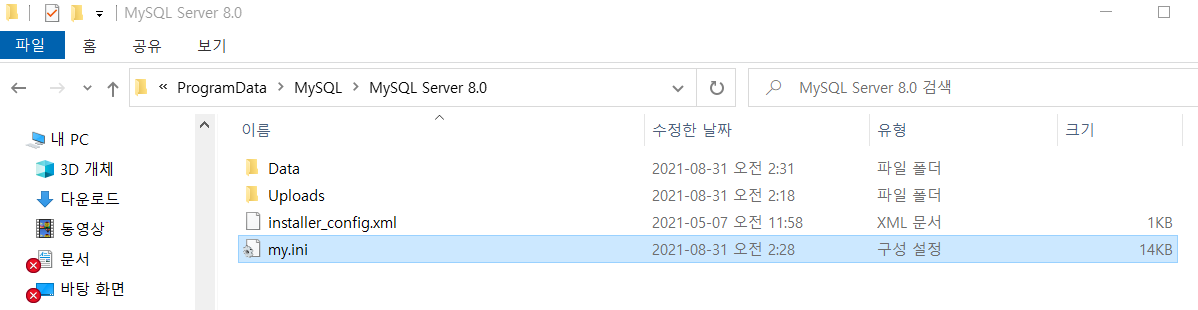 MySQL Server 8.0
파일 홈 공유 보기
« ProgramData > MySQL > MySQL Server 8.0 MySQL Server 8.0 검색
내 PC
3D 개체
다운로드
동영상
문서
바탕 화면
이름 수정한 날짜 유형 크기
Data 2021-08-31 오전 2:31 파일 폴더
Uploads 2021-08-31 오전 2:18 파일 폴더
installer_config.xml 2021-05-07 오전 11:58 XML 문서 1KB
my.ini 2021-08-31 오전 2:28 구성 설정 14KB